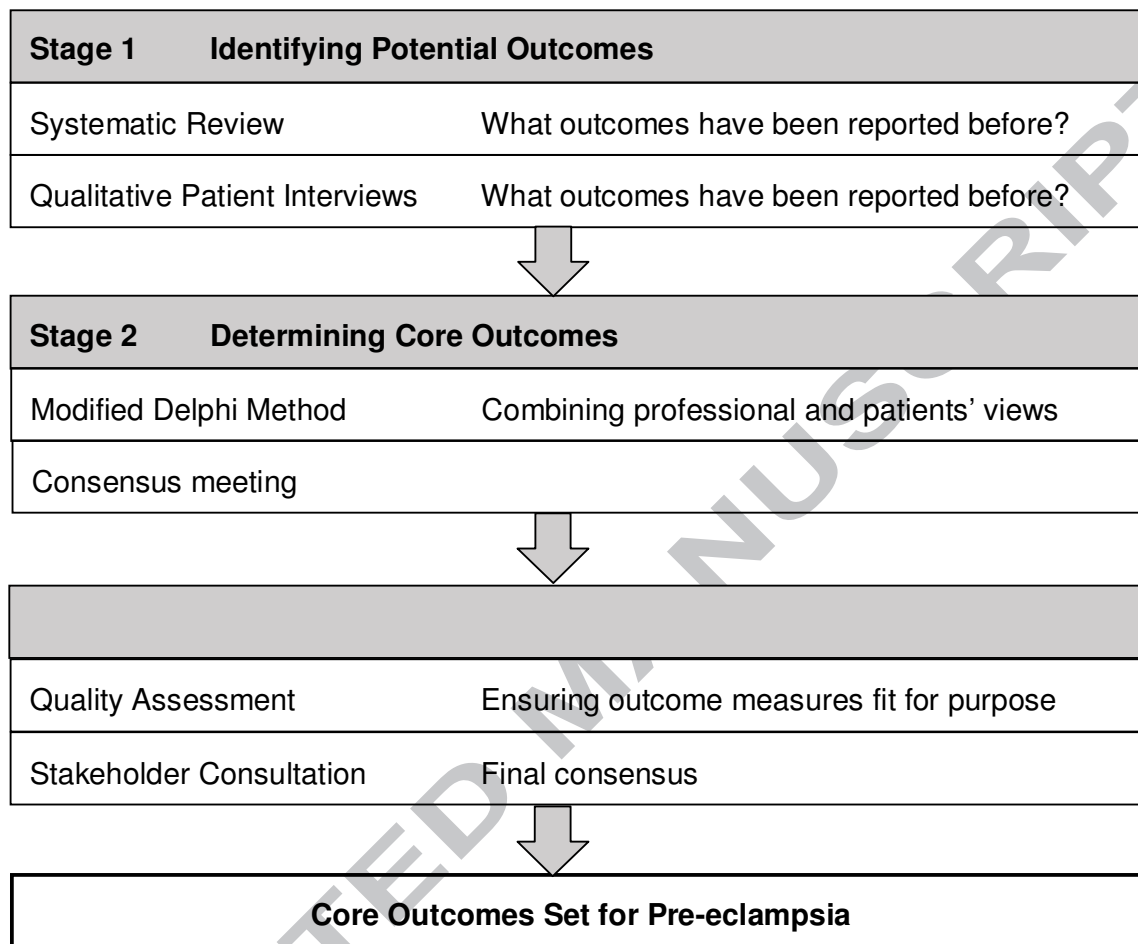 Stage 1 Identifying Potential Outcomes
Systematic Review What outcomes have been reported before?
Qualitative Patient Interviews What outcomes have been reported before?
Stage 2 Determining Core Outcomes
Modified Delphi Method Combining professional and patients’ views
Consensus meeting
Quality Assessment Ensuring outcome measures fit for purpose
Stakeholder Consultation Final consensus
Core Outcomes Set for Pre-eclampsia
TED MANUSCRIPT